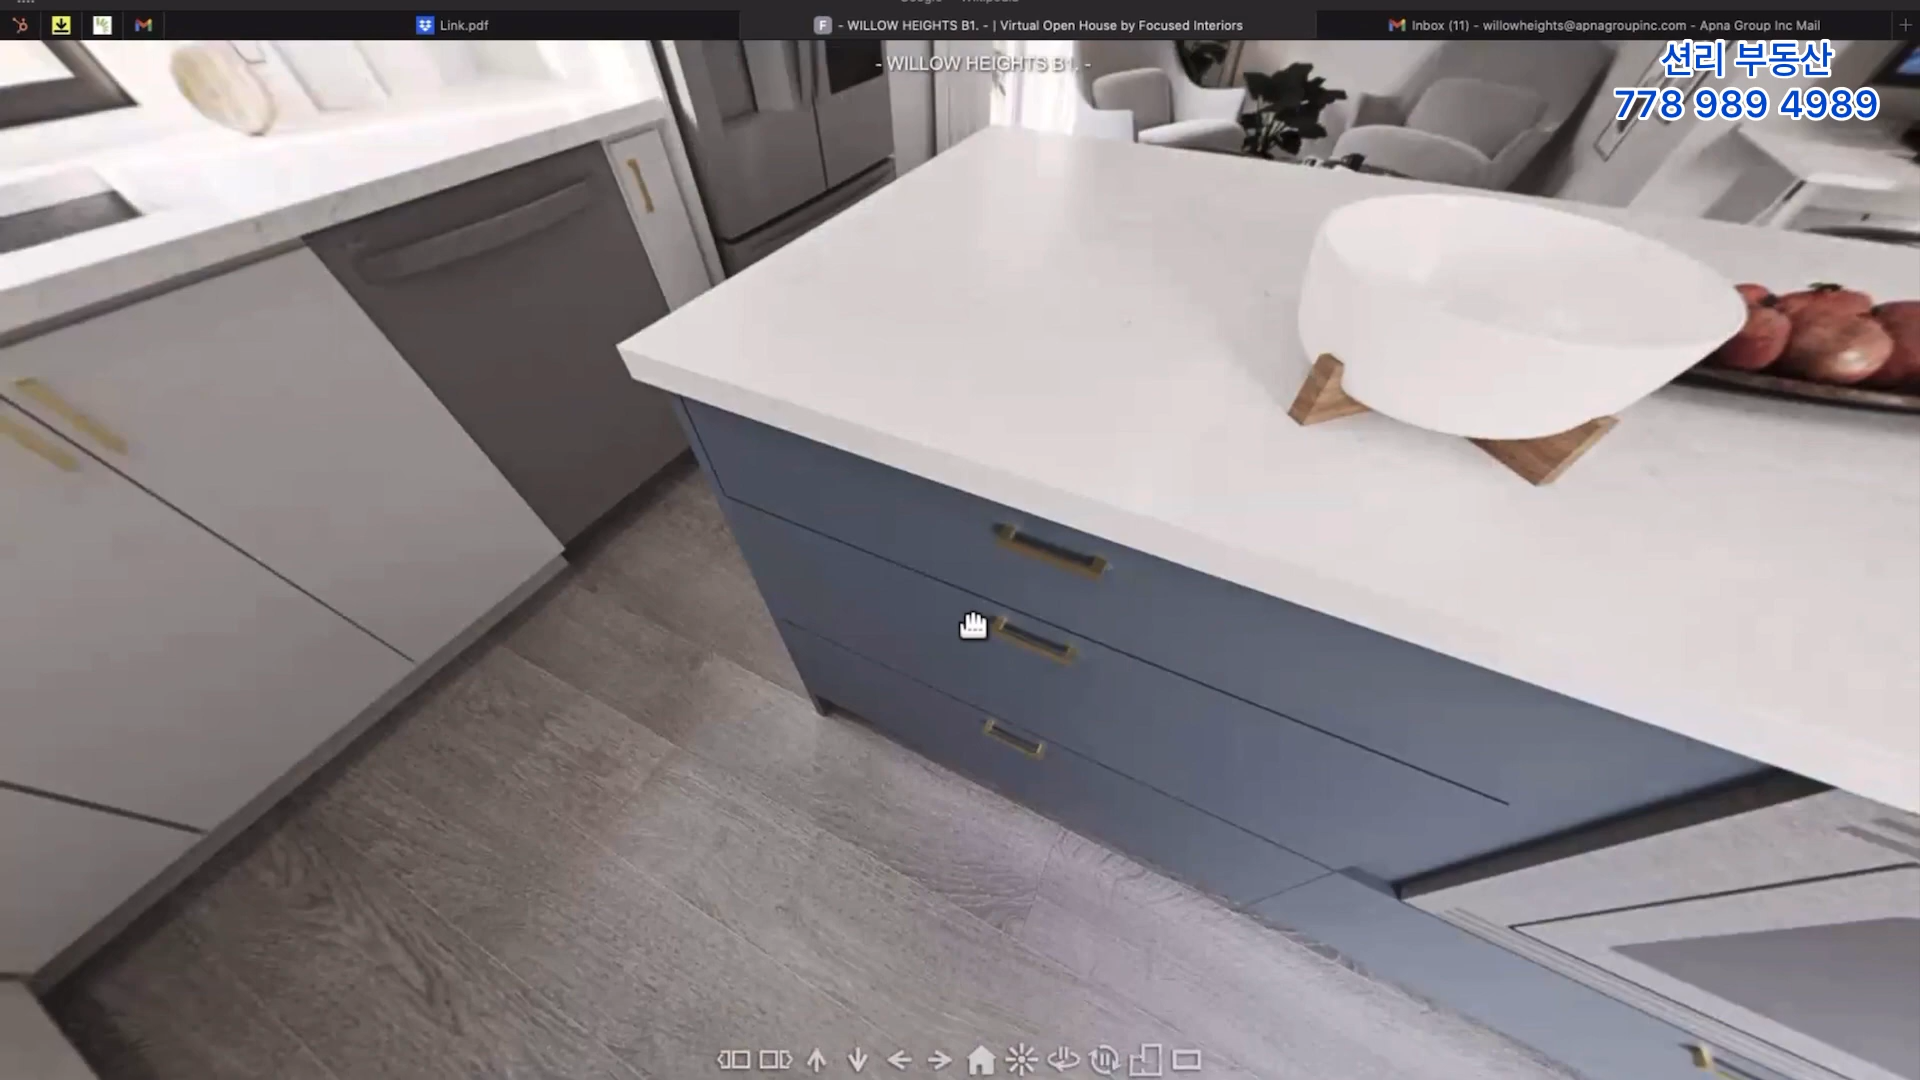 Link.pdf
- WILLOW HEIGHTS B1. - | Virtual Open House by Focused Interiors
Inbox (11) - willowheights@apnagroupinc.com - Apna Group Inc Mail
- WILLOW HEIGHTS B1. -
션리 부동산
778 989 4989